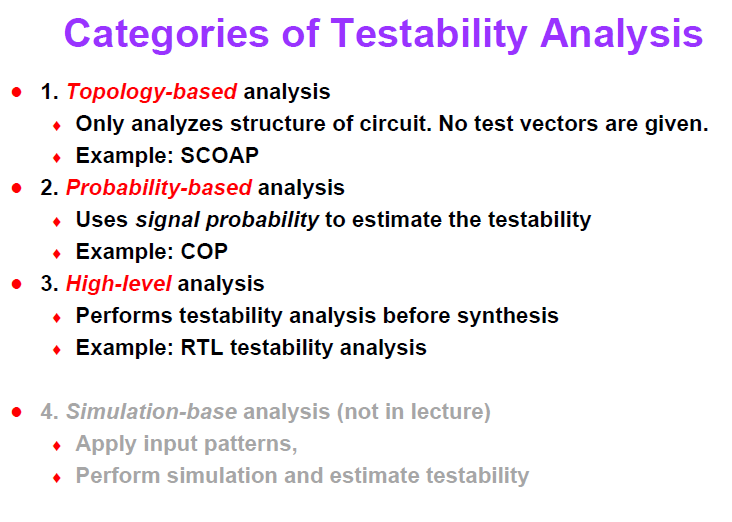 Categories of Testability Analysis
● 1. Topology-based analysis
♦ Only analyzes structure of circuit. No test vectors are given.
♦ Example: SCOAP
● 2. Probability-based analysis
♦ Uses signal probability to estimate the testability
♦ Example: COP
● 3. High-level analysis
♦ Performs testability analysis before synthesis
♦ Example: RTL testability analysis
● 4. Simulation-base analysis (not in lecture)
♦ Apply input patterns,
♦ Perform simulation and estimate testability